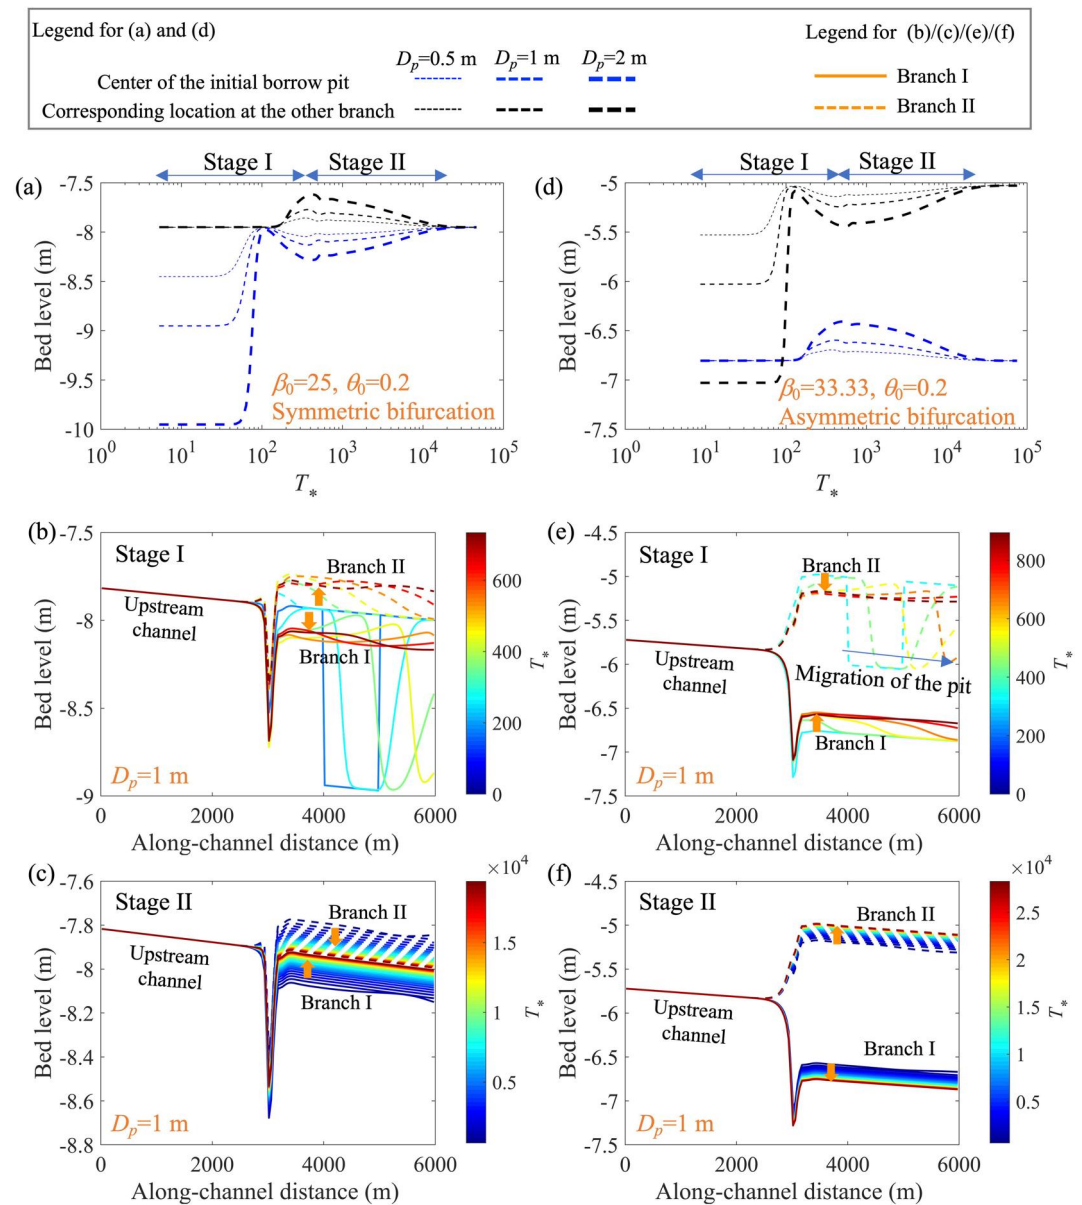 Legend for (a) and (d)
Legend for (b)/(c)/(e)/(f)
Dp=0.5 m
Dp=1 m
Dp=2 m
Center of the initial borrow pit
Corresponding location at the other branch
Branch I
Branch II
(a)
Stage I
Stage II
-7.5
-8
-8.5
-9
-9.5
-10
Bed level (m)
β0=25, θ0=0.2
Symmetric bifurcation
10^0
10^1
10^2
10^3
10^4
10^5
T*
(d)
Stage I
Stage II
-5
-5.5
-6
-6.5
-7
-7.5
Bed level (m)
β0=33.33, θ0=0.2
Asymmetric bifurcation
10^0
10^1
10^2
10^3
10^4
10^5
T*
(b)
-7.5
-8
-8.5
-9
Bed level (m)
Stage I
Branch II
Upstream
channel
Branch I
Dp=1 m
0
2000
4000
6000
Along-channel distance (m)
600
400
200
0
T*
(e)
-4.5
-5
-5.5
-6
-6.5
-7
-7.5
Bed level (m)
Stage I
Branch II
Upstream
channel
Migration of the pit
Branch I
Dp=1 m
0
2000
4000
6000
Along-channel distance (m)
800
600
400
200
0
T*
(c)
-7.6
-7.8
-8
-8.2
-8.4
-8.6
-8.8
Bed level (m)
Stage II
Branch II
Upstream
channel
Branch I
Dp=1 m
0
2000
4000
6000
Along-channel distance (m)
×10^4
1.5
1
0.5
T*
(f)
-4.5
-5
-5.5
-6
-6.5
-7
-7.5
Bed level (m)
Stage II
Branch II
Upstream
channel
Branch I
Dp=1 m
0
2000
4000
6000
Along-channel distance (m)
×10^4
2.5
2
1.5
1
0.5
T*